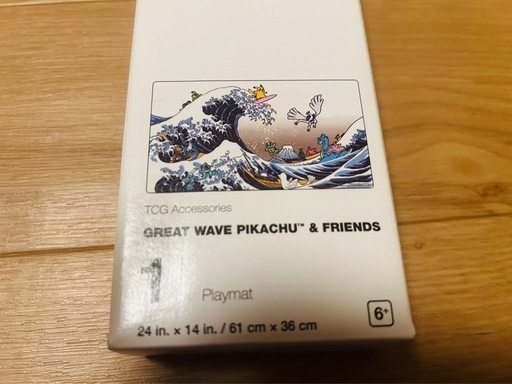 TCG Accessories
GREAT WAVE PIKACHU™ & FRIENDS
1 Playmat
24 in. x 14 in. / 61 cm x 36 cm
6+